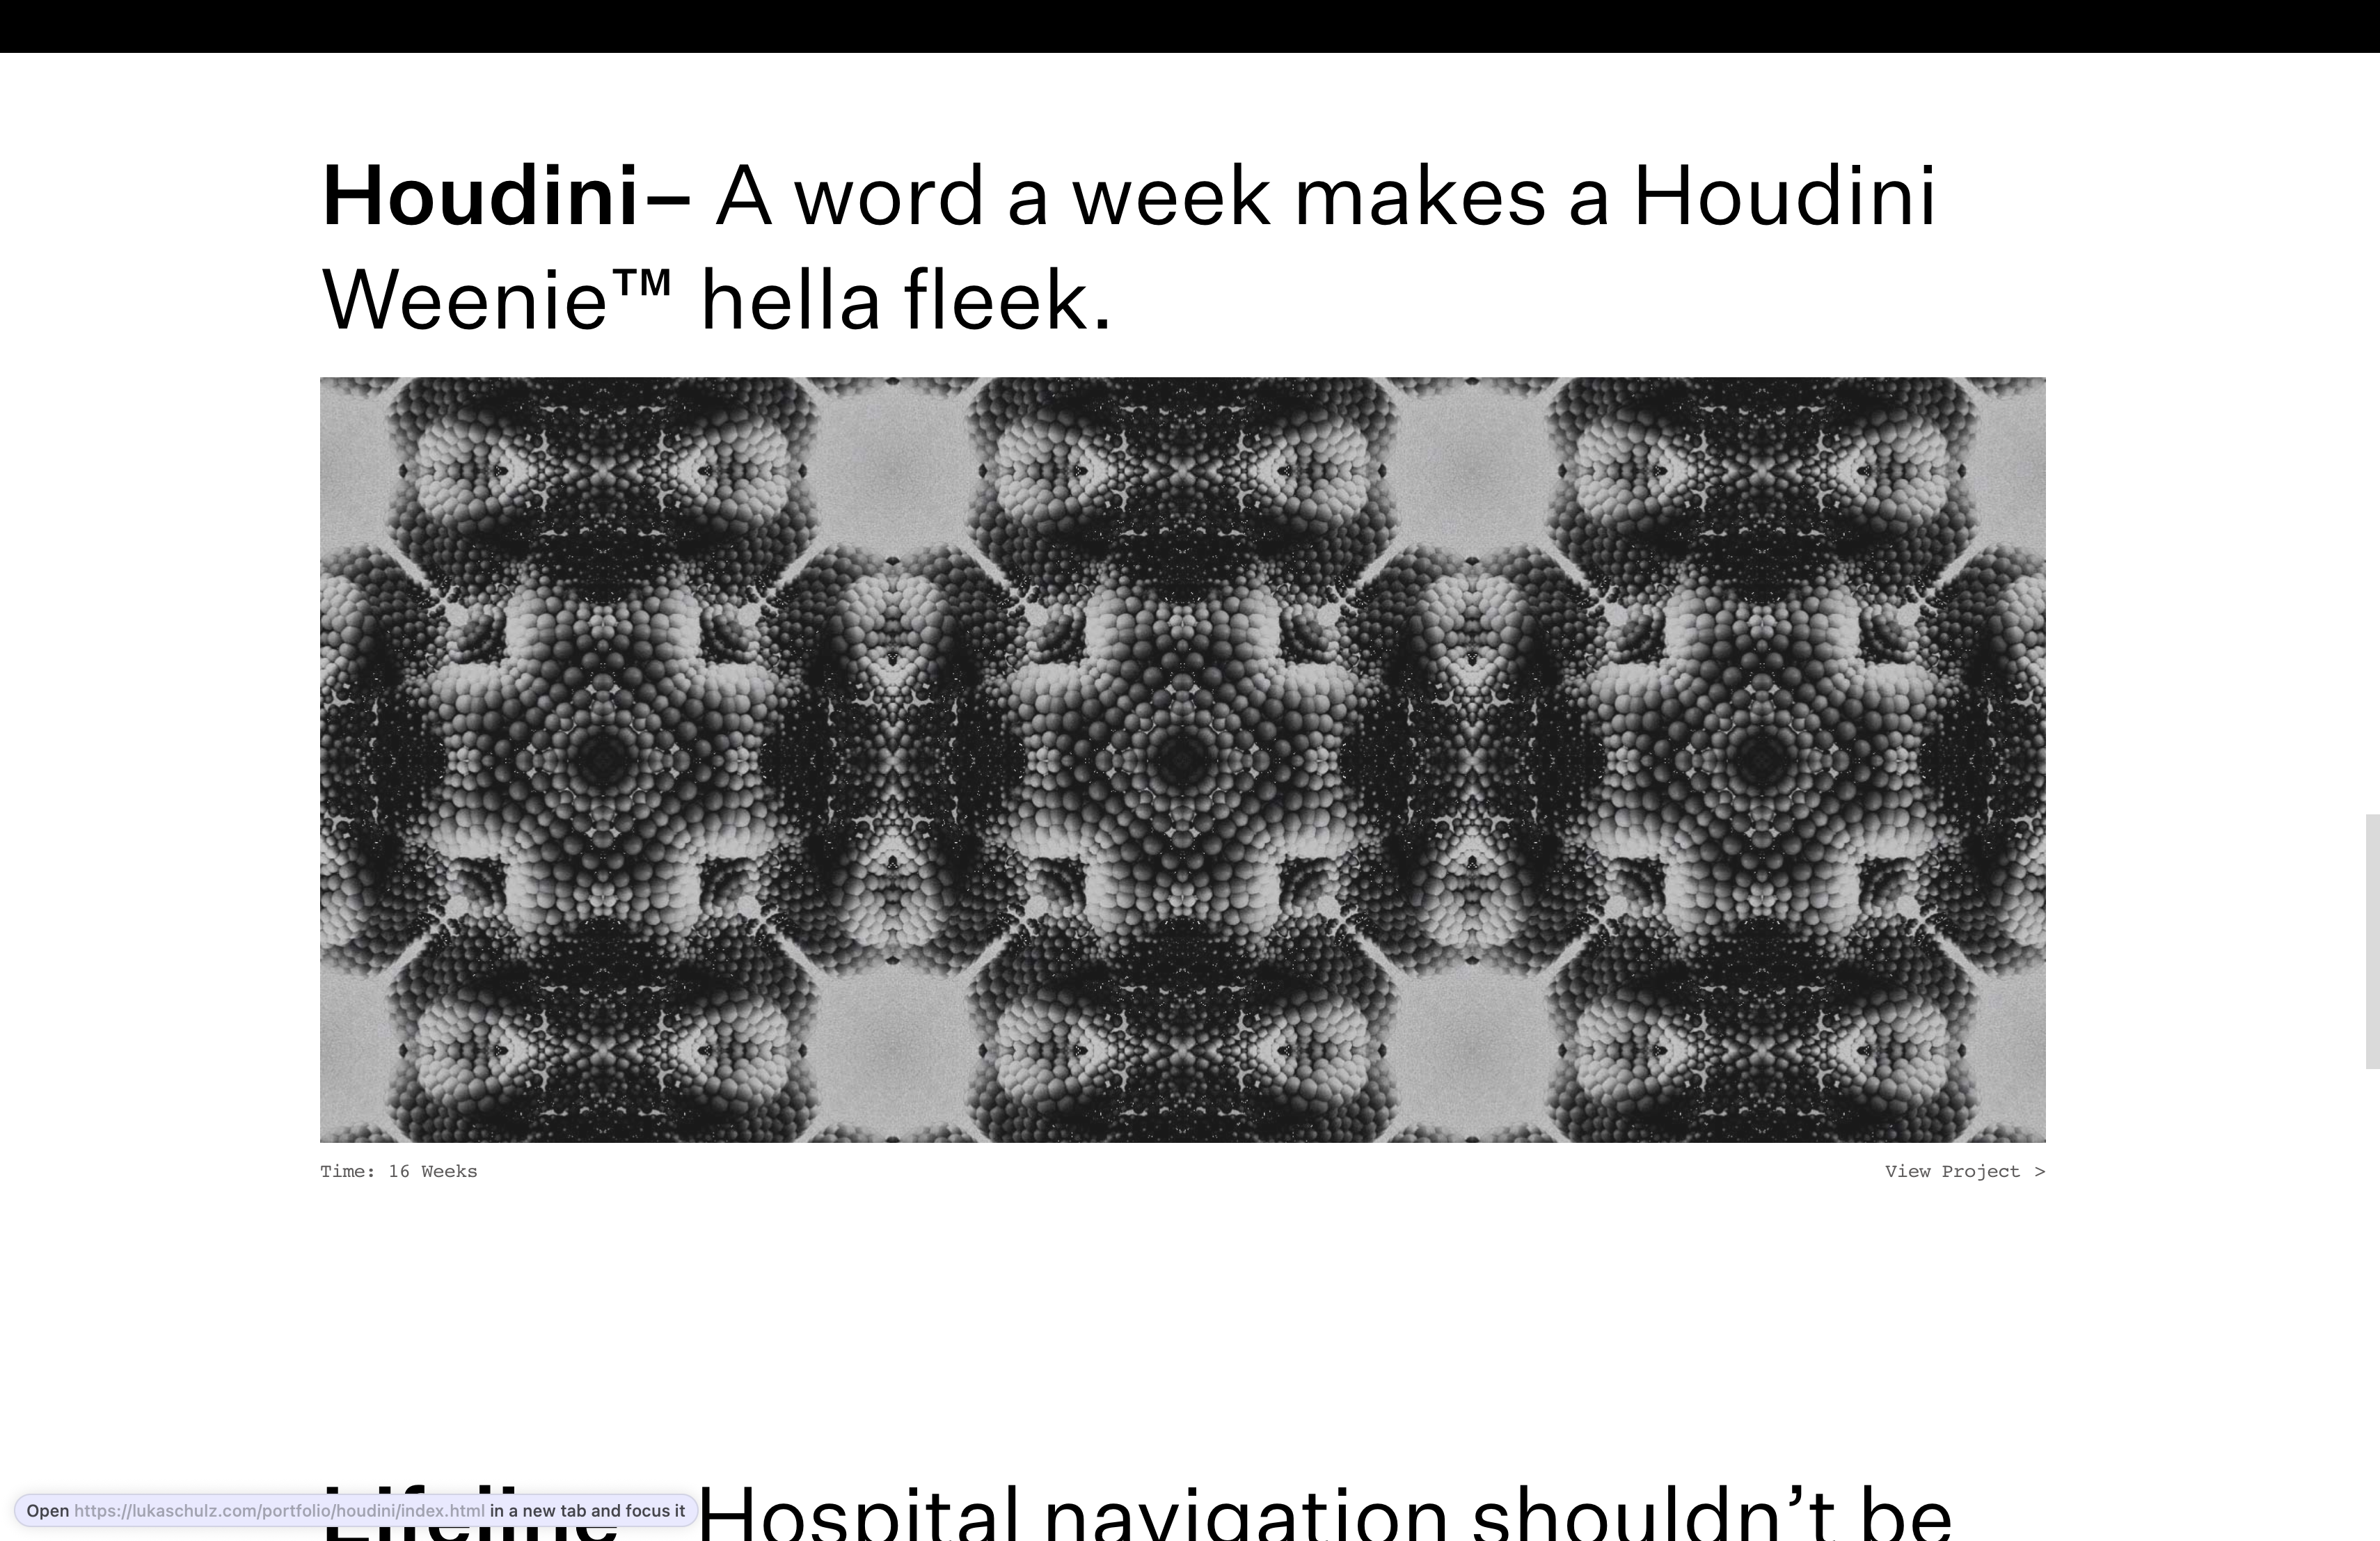 Houdini– A word a week makes a Houdini
Weenie™ hella fleek.
Time: 16 Weeks
View Project >
Lifeline– Hospital navigation shouldn’t be
Open https://lukaschulz.com/portfolio/houdini/index.html in a new tab and focus it